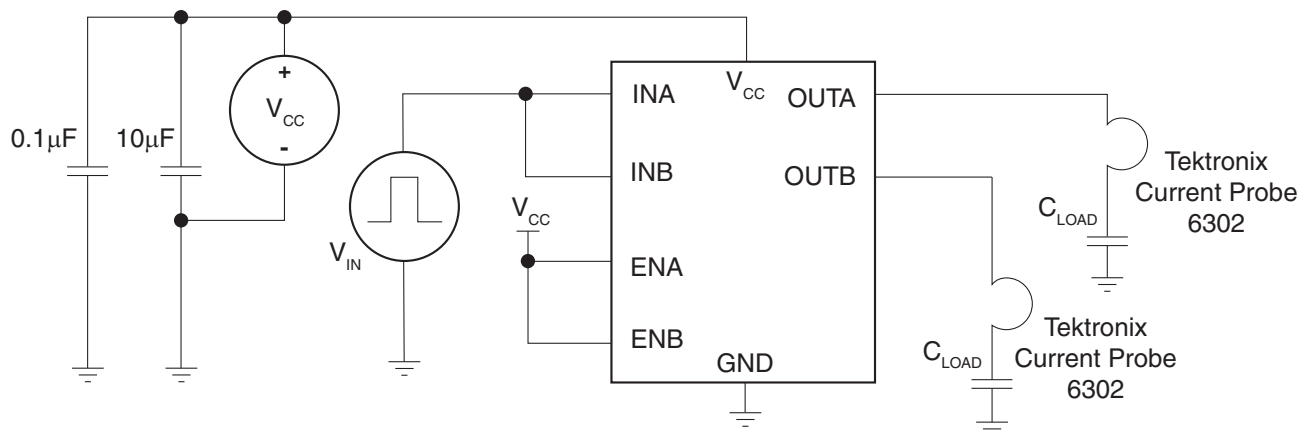 0.1μF
10μF
+
V_CC
-
V_IN
V_CC
INA
INB
ENA
ENB
V_CC
OUTA
OUTB
GND
C_LOAD
Tektronix
Current Probe
6302
C_LOAD
Tektronix
Current Probe
6302